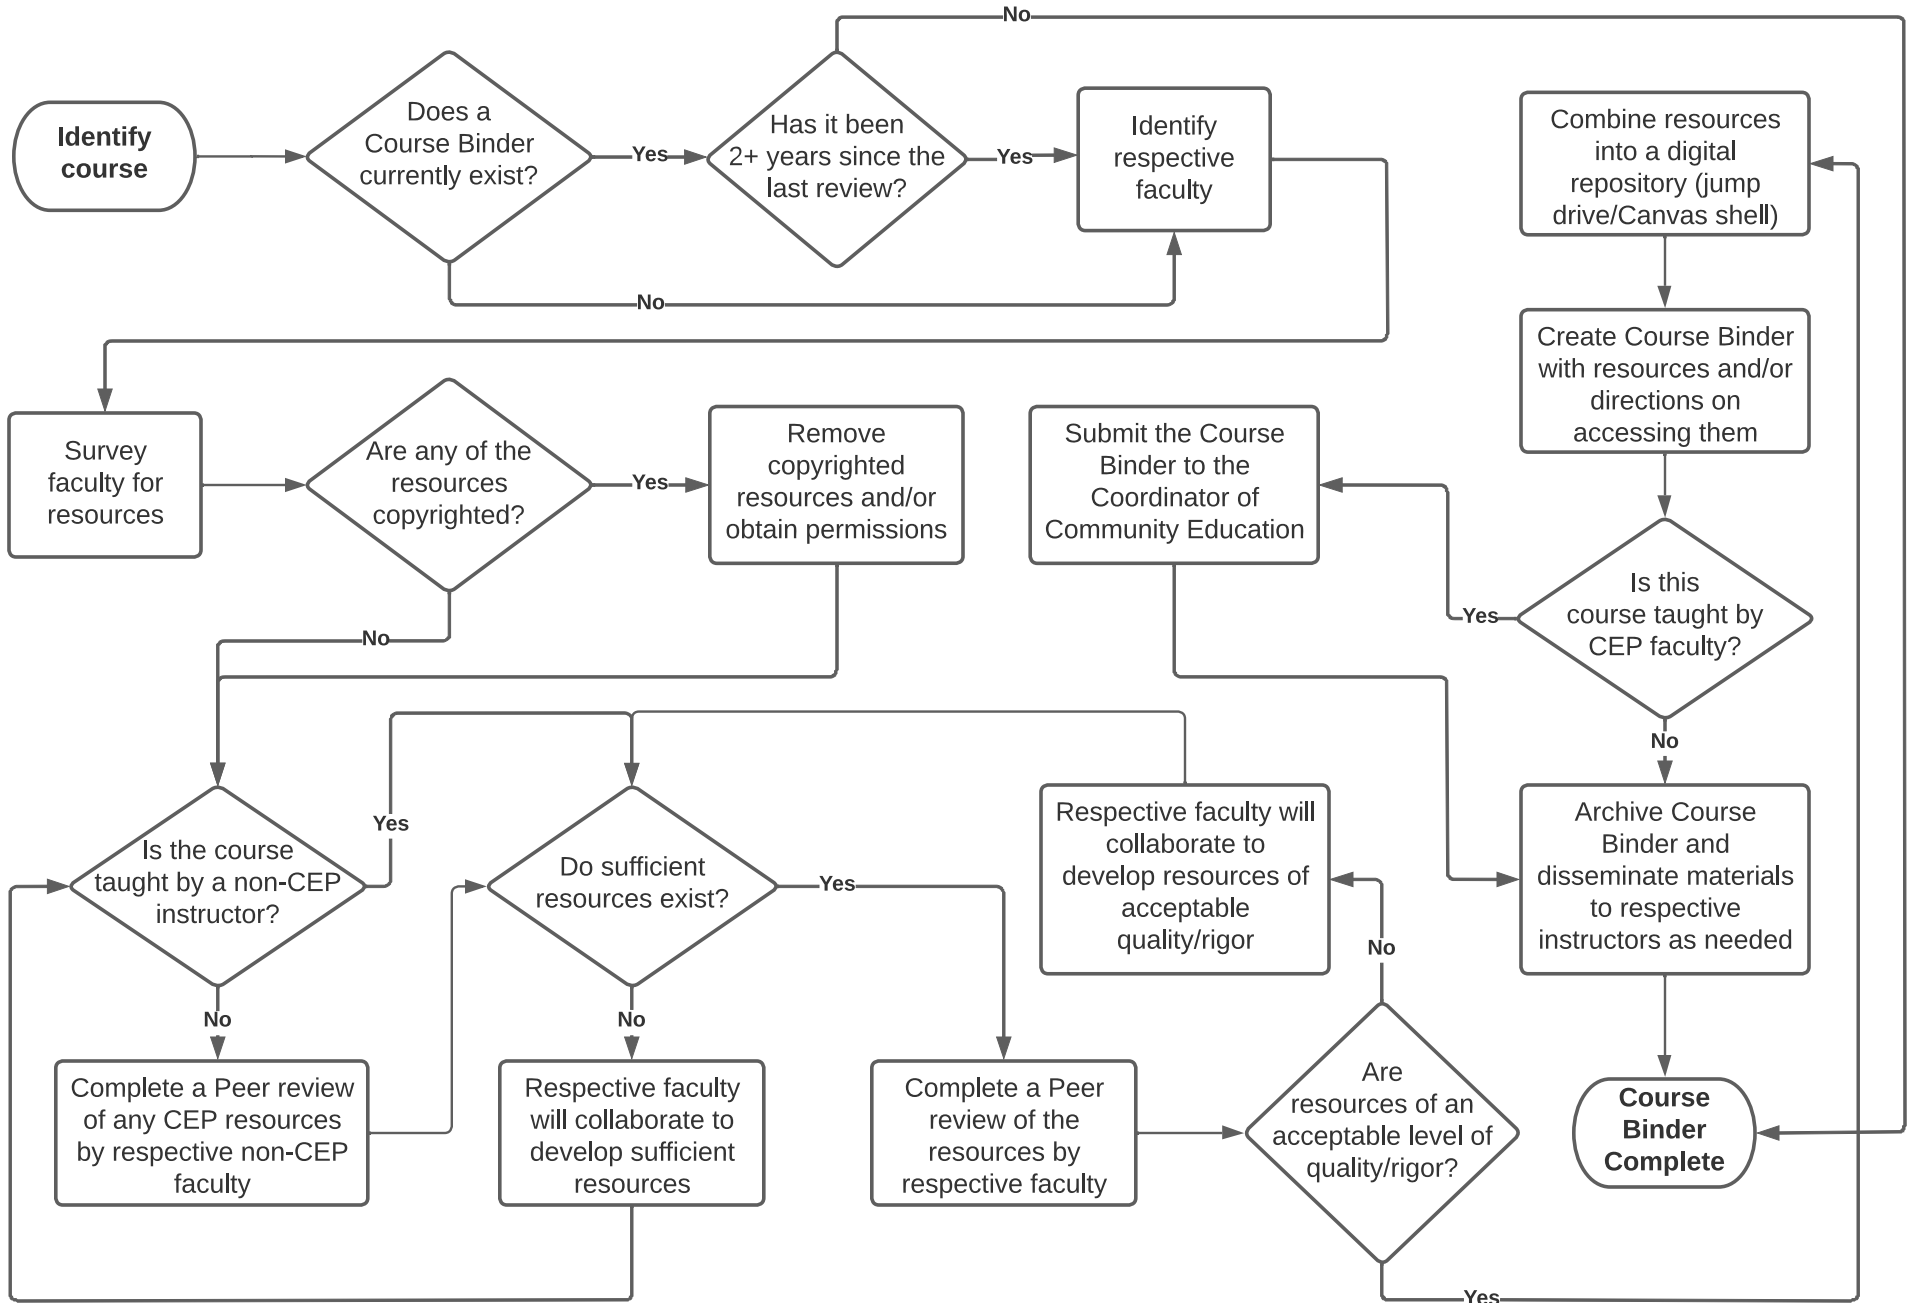 No
Identify
course
Does a
Course Binder
currently exist?
Yes
Has it been
2+ years since the
last review?
Yes
Identify
respective
faculty
No
Combine resources
into a digital
repository (jump
drive/Canvas shell)
Create Course Binder
with resources and/or
directions on
accessing them
Survey
faculty for
resources
Are any of the
resources
copyrighted?
Yes
Remove
copyrighted
resources and/or
obtain permissions
No
Submit the Course
Binder to the
Coordinator of
Community Education
Yes
Is this
course taught by
CEP faculty?
No
Is the course
taught by a non-CEP
instructor?
Yes
No
Do sufficient
resources exist?
Yes
No
Respective faculty will
collaborate to
develop resources of
acceptable
quality/rigor
No
Archive Course
Binder and
disseminate materials
to respective
instructors as needed
Complete a Peer review
of any CEP resources
by respective non-CEP
faculty
Respective faculty
will collaborate to
develop sufficient
resources
Complete a Peer
review of the
resources by
respective faculty
Are
resources of an
acceptable level of
quality/rigor?
Yes
Course
Binder
Complete